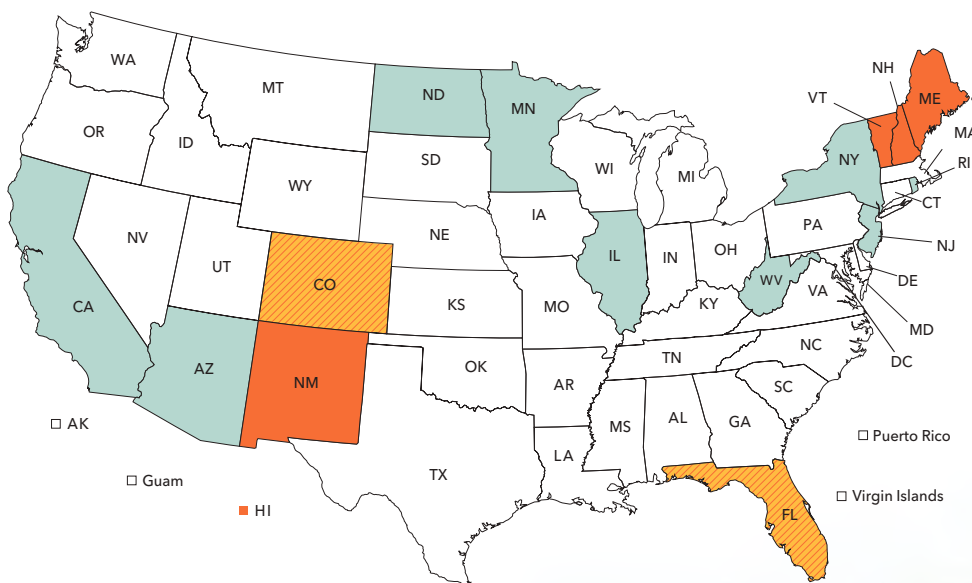 WA
MT
ND
MN
NH
ME
VT
OR
ID
SD
WI
MI
NY
MA
RI
WY
IA
CT
NV
UT
NE
IL
IN
OH
PA
NJ
CA
CO
KS
MO
KY
WV
VA
DE
MD
AZ
NM
OK
AR
TN
NC
DC
SC
AK
TX
LA
MS
AL
GA
Puerto Rico
Guam
Virgin Islands
HI
FL